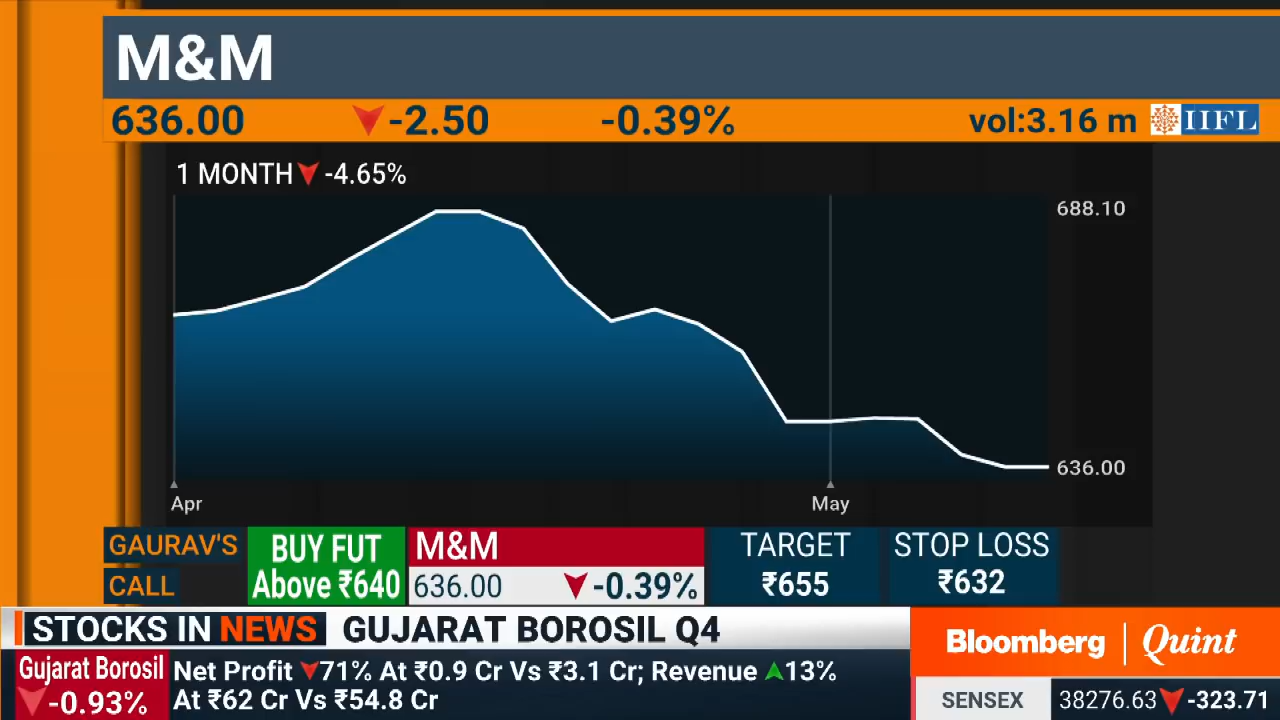 M&M
636.00 -2.50 -0.39% vol:3.16 m IIFL
1 MONTH -4.65%
688.10
636.00
Apr May
GAURAV'S CALL
BUY FUT
Above ₹640
M&M
636.00 -0.39%
TARGET
₹655
STOP LOSS
₹632
STOCKS IN NEWS GUJARAT BOROSIL Q4
Gujarat Borosil
-0.93%
Net Profit 71% At ₹0.9 Cr Vs ₹3.1 Cr; Revenue 13%
At ₹62 Cr Vs ₹54.8 Cr
Bloomberg | Quint
SENSEX 38276.63 -323.71